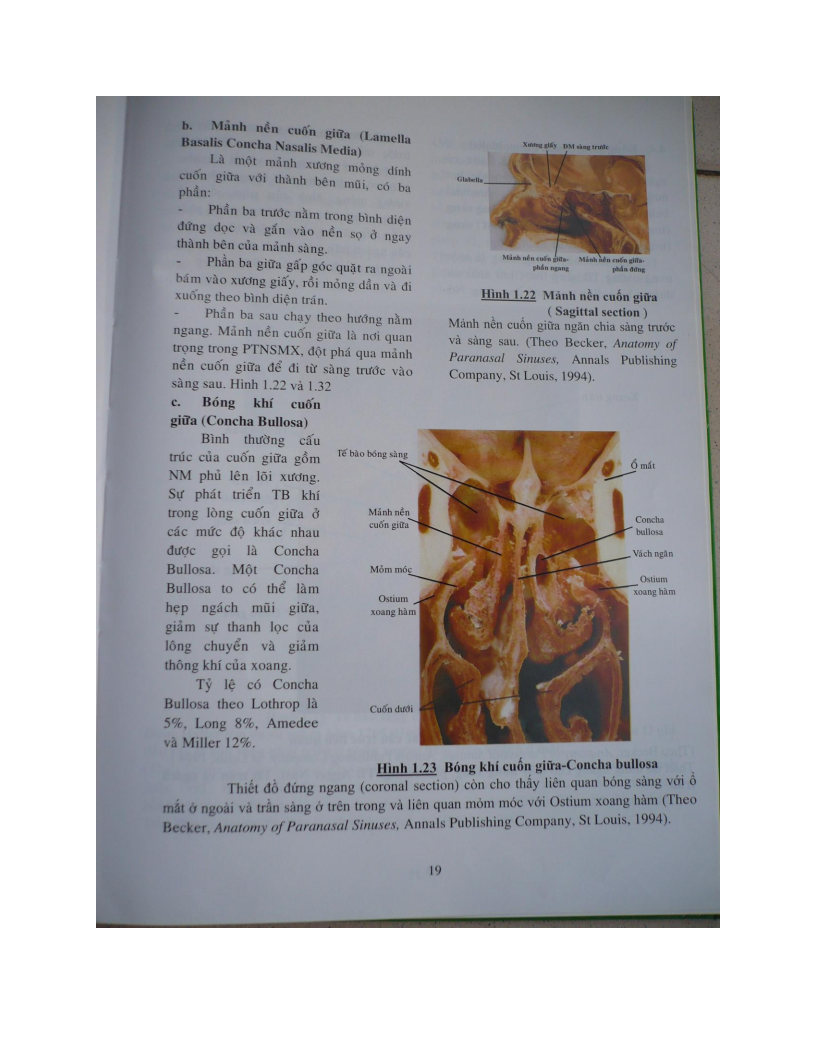 b. Mảnh nền cuốn giữa (Lamella
Basalis Concha Nasalis Media)
Là một mảnh xương mỏng dính
cuốn giữa với thành bên mũi, có ba
phần:
- Phần ba trước nằm trong bình diện
đứng dọc và gắn vào nền sọ ở ngay
thành bên của mảnh sàng.
- Phần ba giữa gấp góc quặt ra ngoài
bám vào xương giấy, rồi mỏng dần và đi
xuống theo bình diện trán.
- Phần ba sau chạy theo hướng nằm
ngang. Mảnh nền cuốn giữa là nơi quan
trọng trong PTNSMX, đột phá qua mảnh
nền cuốn giữa để đi từ sàng trước vào
sàng sau. Hình 1.22 và 1.32
Xương giấy ĐM sàng trước
Glabella
Mảnh nền cuốn giữa-
phần ngang
Mảnh nền cuốn giữa-
phần đứng
Hình 1.22 Mảnh nền cuốn giữa
( Sagittal section )
Mảnh nền cuốn giữa ngăn chia sàng trước
và sàng sau. (Theo Becker, Anatomy of
Paranasal Sinuses, Annals Publishing
Company, St Louis, 1994).
c. Bóng khí cuốn
giữa (Concha Bullosa)
Bình thường cấu
trúc của cuốn giữa gồm
NM phủ lên lõi xương.
Sự phát triển TB khí
trong lòng cuốn giữa ở
các mức độ khác nhau
được gọi là Concha
Bullosa. Một Concha
Bullosa to có thể làm
hẹp ngách mũi giữa,
giảm sự thanh lọc của
lông chuyển và giảm
thông khí của xoang.
Tỷ lệ có Concha
Bullosa theo Lothrop là
5%, Long 8%, Amedee
và Miller 12%.
Tế bào bóng sàng
Mảnh nền
cuốn giữa
Mỏm móc
Ostium
xoang hàm
Cuốn dưới
Ổ mắt
Concha
bullosa
Vách ngăn
Ostium
xoang hàm
Hình 1.23 Bóng khí cuốn giữa-Concha bullosa
Thiết đồ đứng ngang (coronal section) còn cho thấy liên quan bóng sàng với ổ
mắt ở ngoài và trần sàng ở trên trong và liên quan mỏm móc với Ostium xoang hàm (Theo
Becker, Anatomy of Paranasal Sinuses, Annals Publishing Company, St Louis, 1994).
19